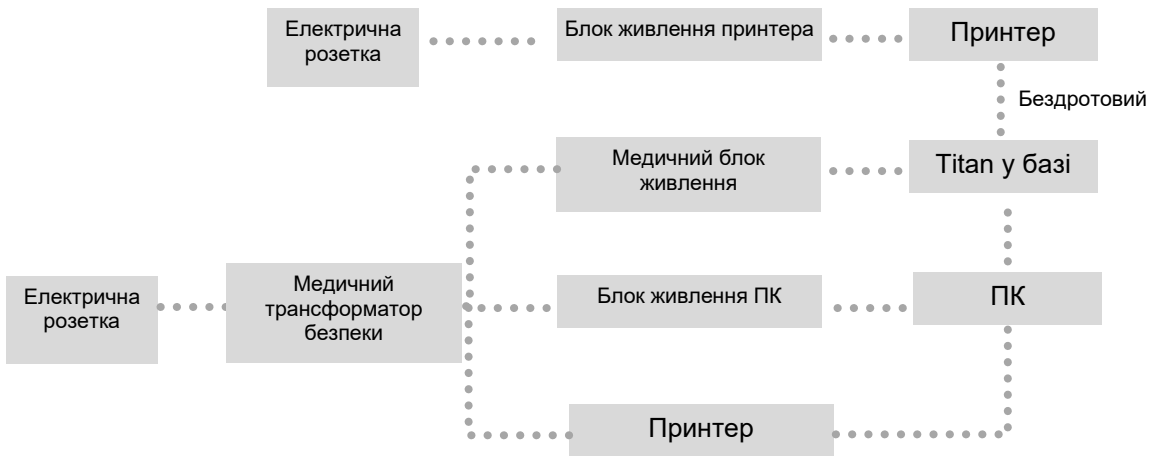 Електрична
розетка
Блок живлення принтера
Принтер
Бездротовий
Медичний блок
живлення
Titan у базі
Електрична
розетка
Медичний
трансформатор
безпеки
Блок живлення ПК
ПК
Принтер